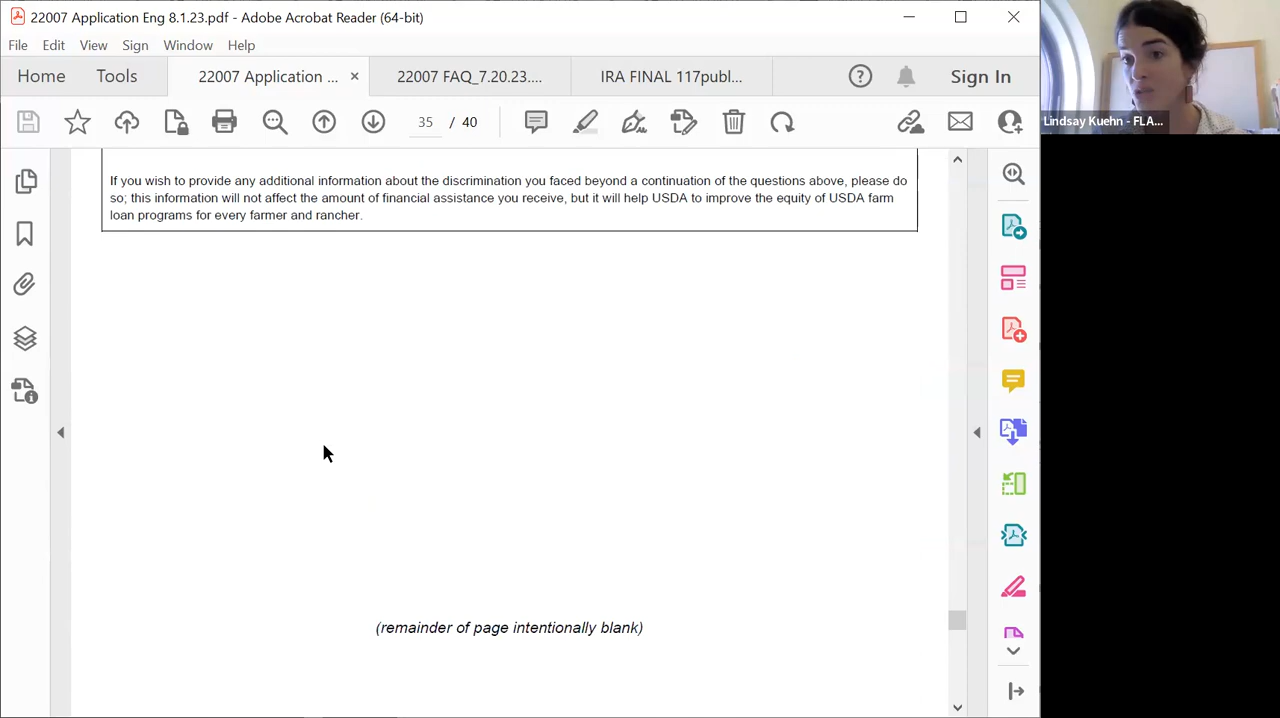 22007 Application Eng 8.1.23.pdf - Adobe Acrobat Reader (64-bit)
File Edit View Sign Window Help
Home Tools 22007 Application ... 22007 FAQ_7.20.23.... IRA FINAL 117publ... Sign In
35 / 40
Lindsay Kuehn - FLA...
If you wish to provide any additional information about the discrimination you faced beyond a continuation of the questions above, please do
so; this information will not affect the amount of financial assistance you receive, but it will help USDA to improve the equity of USDA farm
loan programs for every farmer and rancher.
(remainder of page intentionally blank)